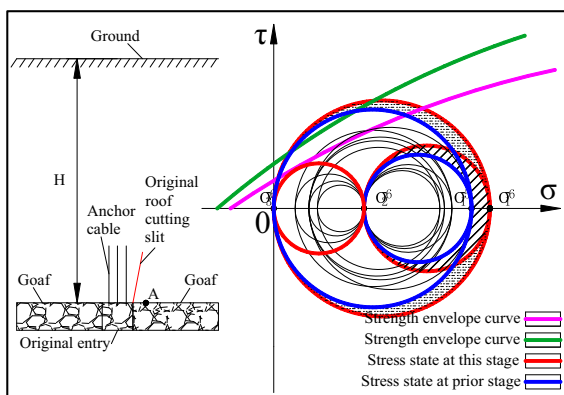 Ground
H
Original
roof
cutting
slit
Anchor
cable
Goaf
A
Goaf
Original entry
τ
σ
0
Strength envelope curve
Strength envelope curve
Stress state at this stage
Stress state at prior stage